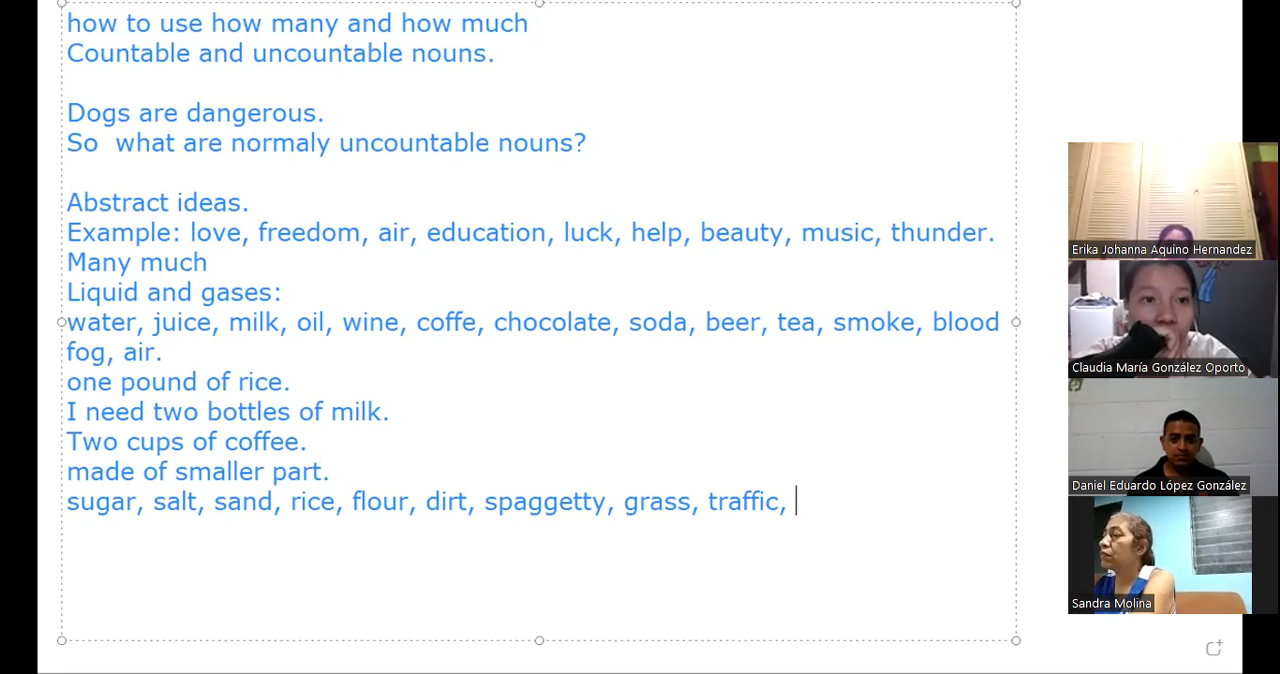 how to use how many and how much
Countable and uncountable nouns.
Dogs are dangerous.
So  what are normaly uncountable nouns?
Abstract ideas.
Example: love, freedom, air, education, luck, help, beauty, music, thunder.
Many much
Liquid and gases:
water, juice, milk, oil, wine, coffe, chocolate, soda, beer, tea, smoke, blood
fog, air.
one pound of rice.
I need two bottles of milk.
Two cups of coffee.
made of smaller part.
sugar, salt, sand, rice, flour, dirt, spaggetty, grass, traffic,
Erika Johanna Aquino Hernandez
Claudia María González Oporto
Daniel Eduardo López González
Sandra Molina